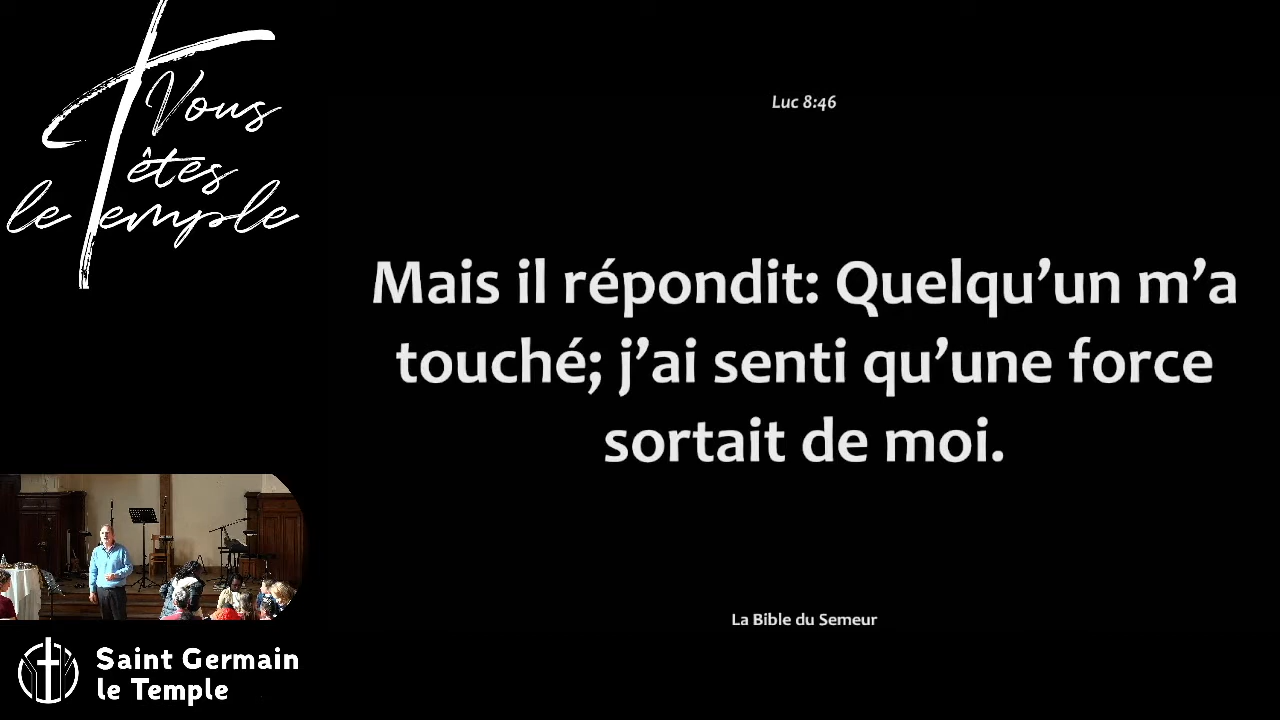 Vous
êtes
le Temple
Luc 8:46
Mais il répondit: Quelqu’un m’a
touché; j’ai senti qu’une force
sortait de moi.
La Bible du Semeur
Saint Germain
le Temple